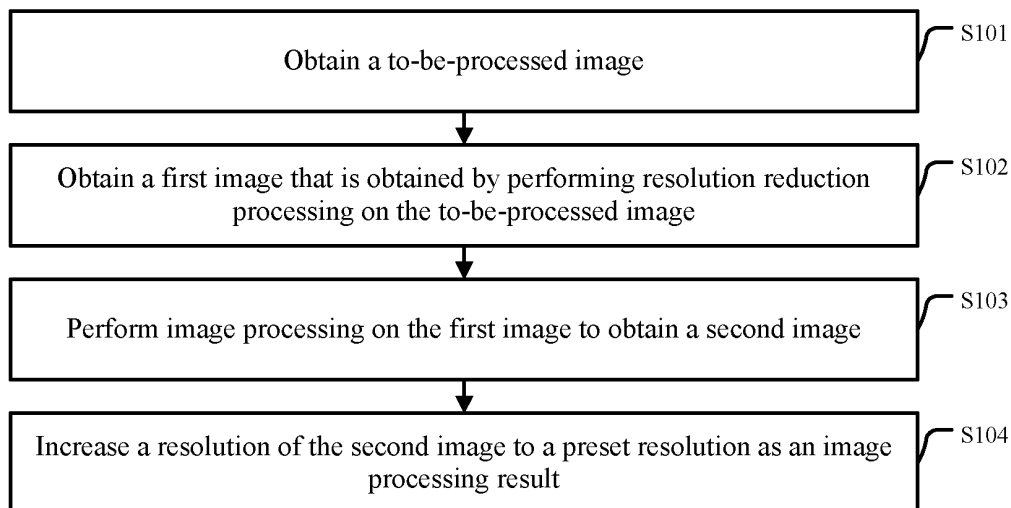 Obtain a to-be-processed image
S101
Obtain a first image that is obtained by performing resolution reduction
processing on the to-be-processed image
S102
Perform image processing on the first image to obtain a second image
S103
Increase a resolution of the second image to a preset resolution as an image
processing result
S104